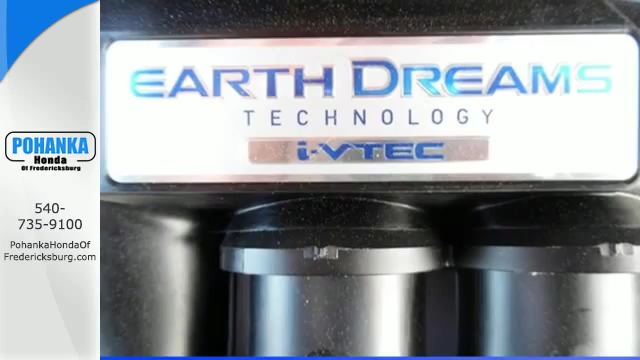 POHANKA
Honda
Of Fredericksburg
540-
735-9100
PohankaHondaOf
Fredericksburg.com
EARTH DREAMS
TECHNOLOGY
i-VTEC